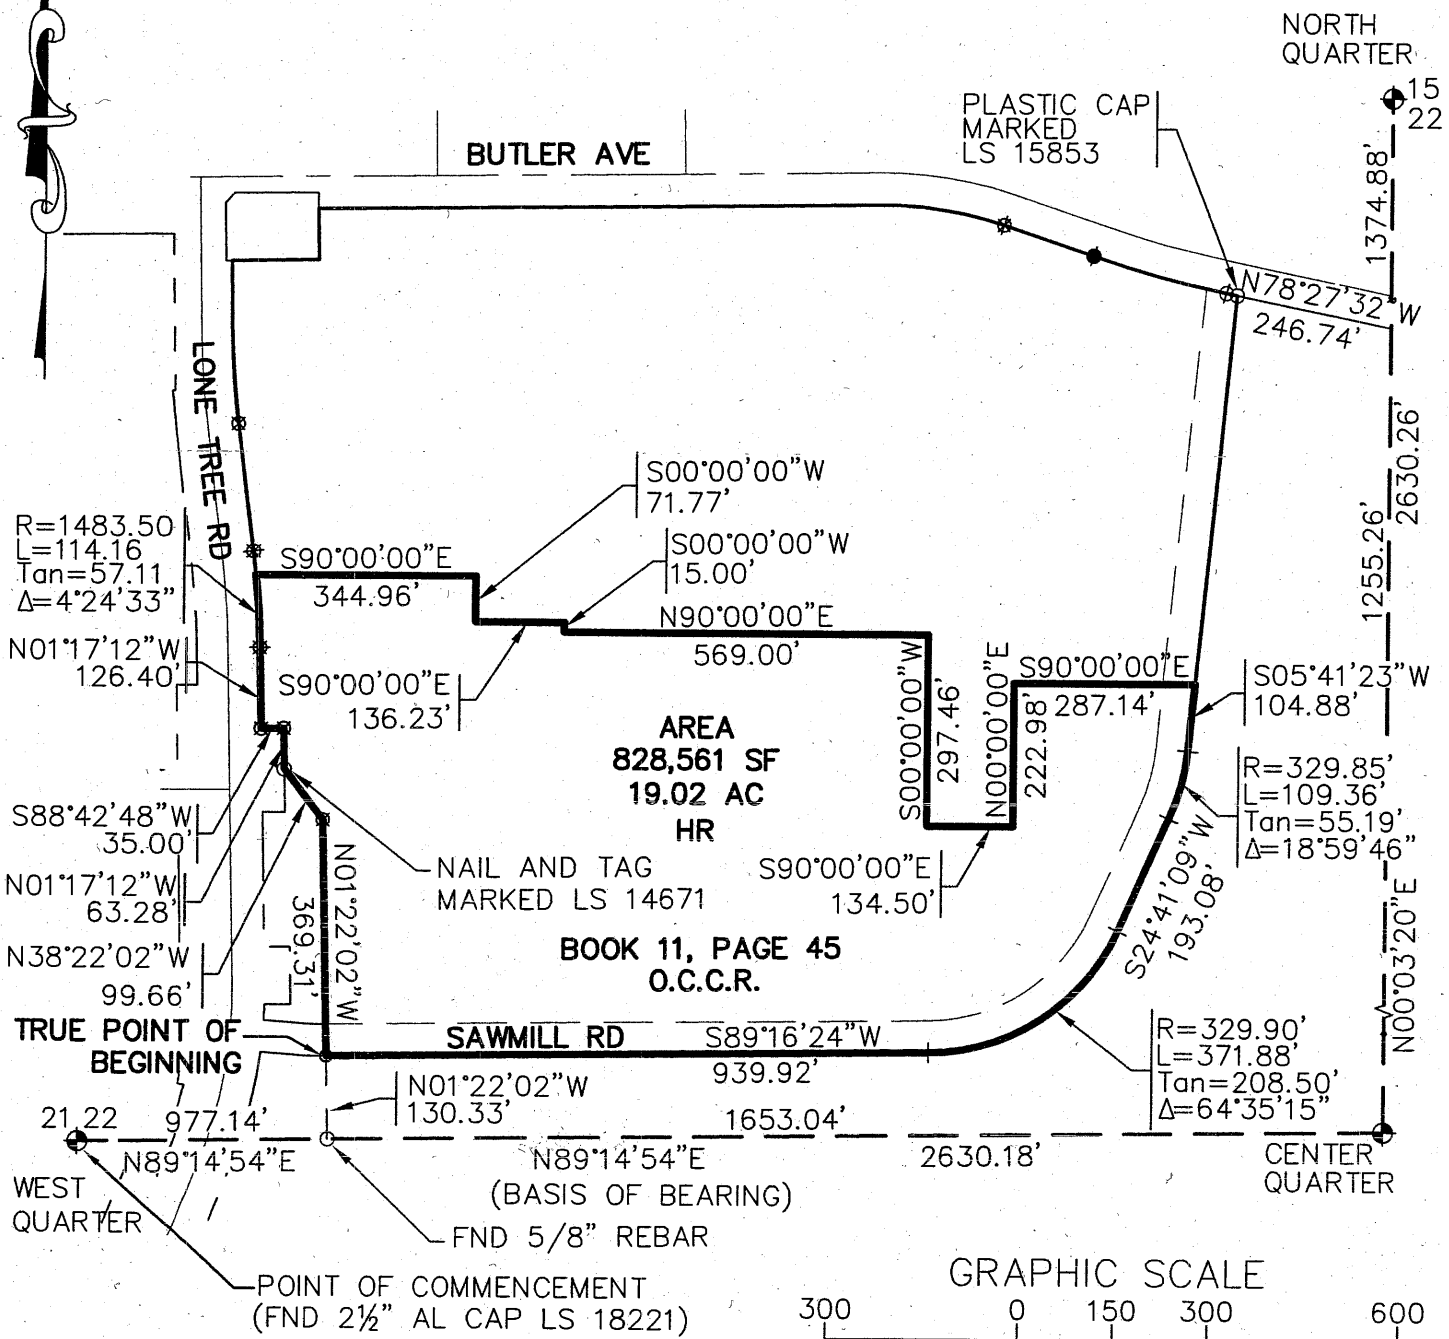 NORTH
QUARTER
15
22
PLASTIC CAP
MARKED
LS 15853
BUTLER AVE
1374.88'
N78°27'32"W
246.74'
LONE TREE RD
2630.26'
1255.26'
S00°00'00"W
71.77'
R=1483.50
L=114.16
Tan=57.11
Δ=4°24'33"
S90°00'00"E
344.96'
S00°00'00"W
15.00'
N90°00'00"E
569.00'
N01°17'12"W
126.40'
S90°00'00"E
136.23'
S00°00'00"W
297.46'
N00°00'00"E
222.98'
S90°00'00"E
287.14'
S05°41'23"W
104.88'
AREA
828,561 SF
19.02 AC
HR
R=329.85'
L=109.36'
Tan=55.19'
Δ=18°59'46"
S88°42'48"W
35.00'
NAIL AND TAG
MARKED LS 14671
S90°00'00"E
134.50'
N01°17'12"W
63.28'
N01°22'02"W
369.31'
S24°41'09"W
193.08'
N00°03'20"E
N38°22'02"W
99.66'
BOOK 11, PAGE 45
O.C.C.R.
TRUE POINT OF
BEGINNING
SAWMILL RD
S89°16'24"W
939.92'
R=329.90'
L=371.88'
Tan=208.50'
Δ=64°35'15"
N01°22'02"W
130.33'
21 22
977.14'
1653.04'
N89°14'54"E
N89°14'54"E
2630.18'
(BASIS OF BEARING)
CENTER
QUARTER
WEST
QUARTER
FND 5/8" REBAR
POINT OF COMMENCEMENT
(FND 2½" AL CAP LS 18221)
GRAPHIC SCALE
300 0 150 300 600